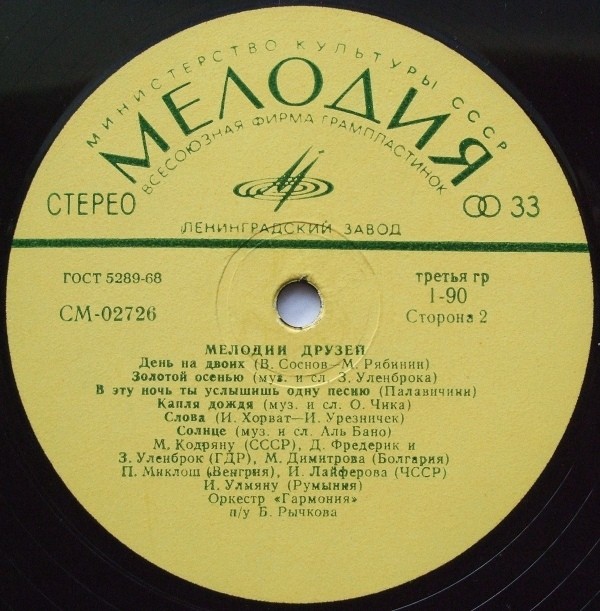 МИНИСТЕРСТВО КУЛЬТУРЫ СССР
МЕЛОДИЯ
ВСЕСОЮЗНАЯ ФИРМА ГРАМПЛАСТИНОК
СТЕРЕО
33
ЛЕНИНГРАДСКИЙ ЗАВОД
ГОСТ 5289-68
третья гр
1-90
СМ-02726
Сторона 2
МЕЛОДИИ ДРУЗЕЙ
День на двоих (В. Соснов—М. Рябинин)
Золотой осенью (муз. и сл. З. Уленброка)
В эту ночь ты услышишь одну песню (Палавичини)
Капля дождя (муз. и сл. О. Чика)
Слова (И. Хорват—И. Урезничек)
Солнце (муз. и сл. Аль Бано)
М. Кодряну (СССР), Д. Фредерик и
З. Уленброк (ГДР), М. Димитрова (Болгария)
П. Миклош (Венгрия), И. Лайферова (ЧССР)
И. Улмяну (Румыния)
Оркестр «Гармония»
п/у Б. Рычкова